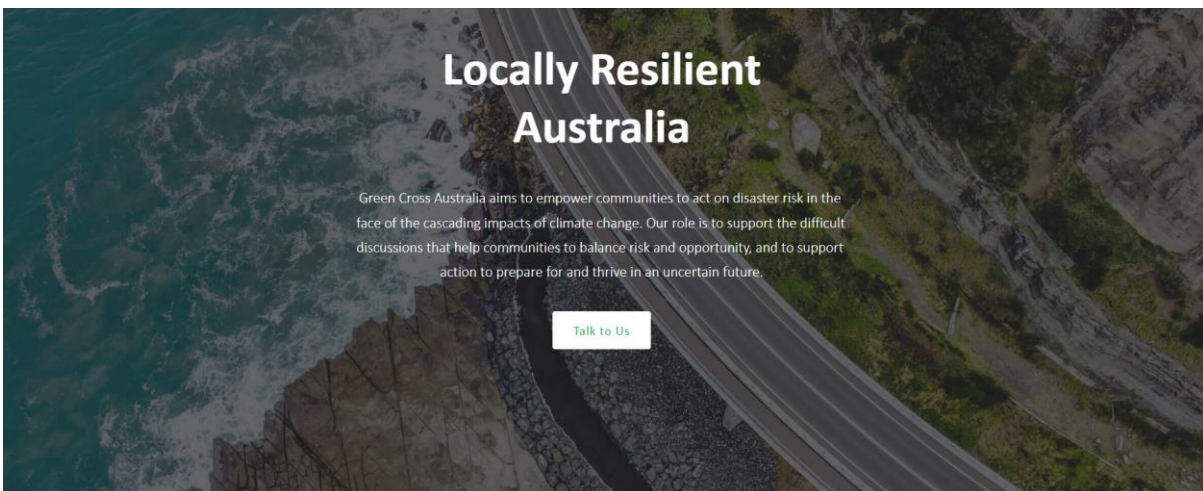 Locally Resilient
Australia
Green Cross Australia aims to empower communities to act on disaster risk in the
face of the cascading impacts of climate change. Our role is to support the difficult
discussions that help communities to balance risk and opportunity, and to support
action to prepare for and thrive in an uncertain future.
Talk to Us